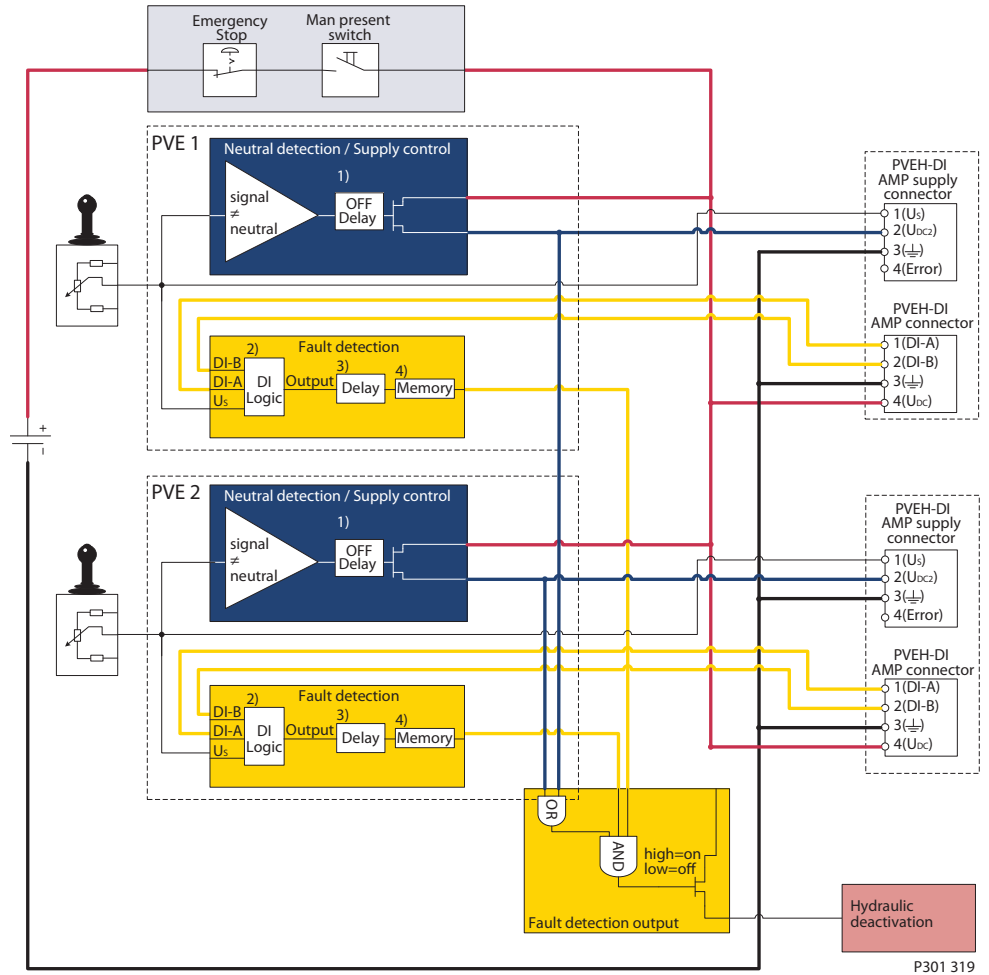 Emergency
Stop
Man present
switch
PVE 1
Neutral detection / Supply control
1)
signal
≠
neutral
OFF
Delay
PVEH-DI
AMP supply
connector
1(Us)
2(UDC2)
3(⏚)
4(Error)
Fault detection
DI-B
DI-A
Us
2)
DI
Logic
Output
3)
Delay
4)
Memory
PVEH-DI
AMP connector
1(DI-A)
2(DI-B)
3(⏚)
4(UDC)
+
–
PVE 2
Neutral detection / Supply control
1)
signal
≠
neutral
OFF
Delay
PVEH-DI
AMP supply
connector
1(Us)
2(UDC2)
3(⏚)
4(Error)
Fault detection
DI-B
DI-A
Us
2)
DI
Logic
Output
3)
Delay
4)
Memory
PVEH-DI
AMP connector
1(DI-A)
2(DI-B)
3(⏚)
4(UDC)
OR
AND
high=on
low=off
Fault detection output
Hydraulic
deactivation
P301 319